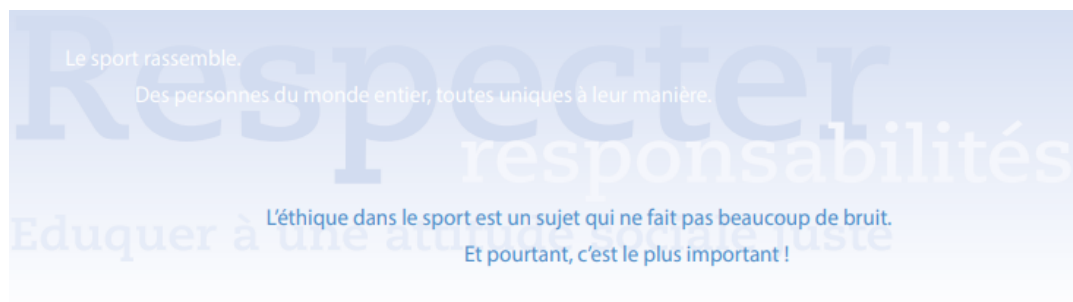 Respecter
Le sport rassemble.
Des personnes du monde entier, toutes uniques à leur manière.
responsabilités
L'éthique dans le sport est un sujet qui ne fait pas beaucoup de bruit.
Eduquer à une attitude sociale juste
Et pourtant, c'est le plus important !